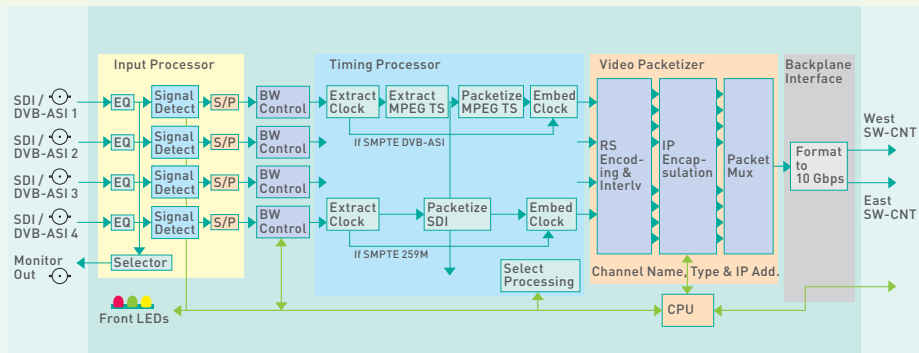 Input Processor
Timing Processor
Video Packetizer
Backplane
Interface
SDI /
DVB-ASI 1
EQ
Signal
Detect
S/P
BW
Control
Extract
Clock
Extract
MPEG TS
Packetize
MPEG TS
Embed
Clock
If SMPTE DVB-ASI
SDI /
DVB-ASI 2
EQ
Signal
Detect
S/P
BW
Control
SDI /
DVB-ASI 3
EQ
Signal
Detect
S/P
BW
Control
SDI /
DVB-ASI 4
EQ
Signal
Detect
S/P
BW
Control
Extract
Clock
Packetize
SDI
Embed
Clock
If SMPTE 259M
RS
Encod-
ing &
Interlv
IP
Encap-
sulation
Packet
Mux
Format
to
10 Gbps
West
SW-CNT
East
SW-CNT
Monitor
Out
Selector
Select
Processing
Channel Name, Type & IP Add.
CPU
Front LEDs